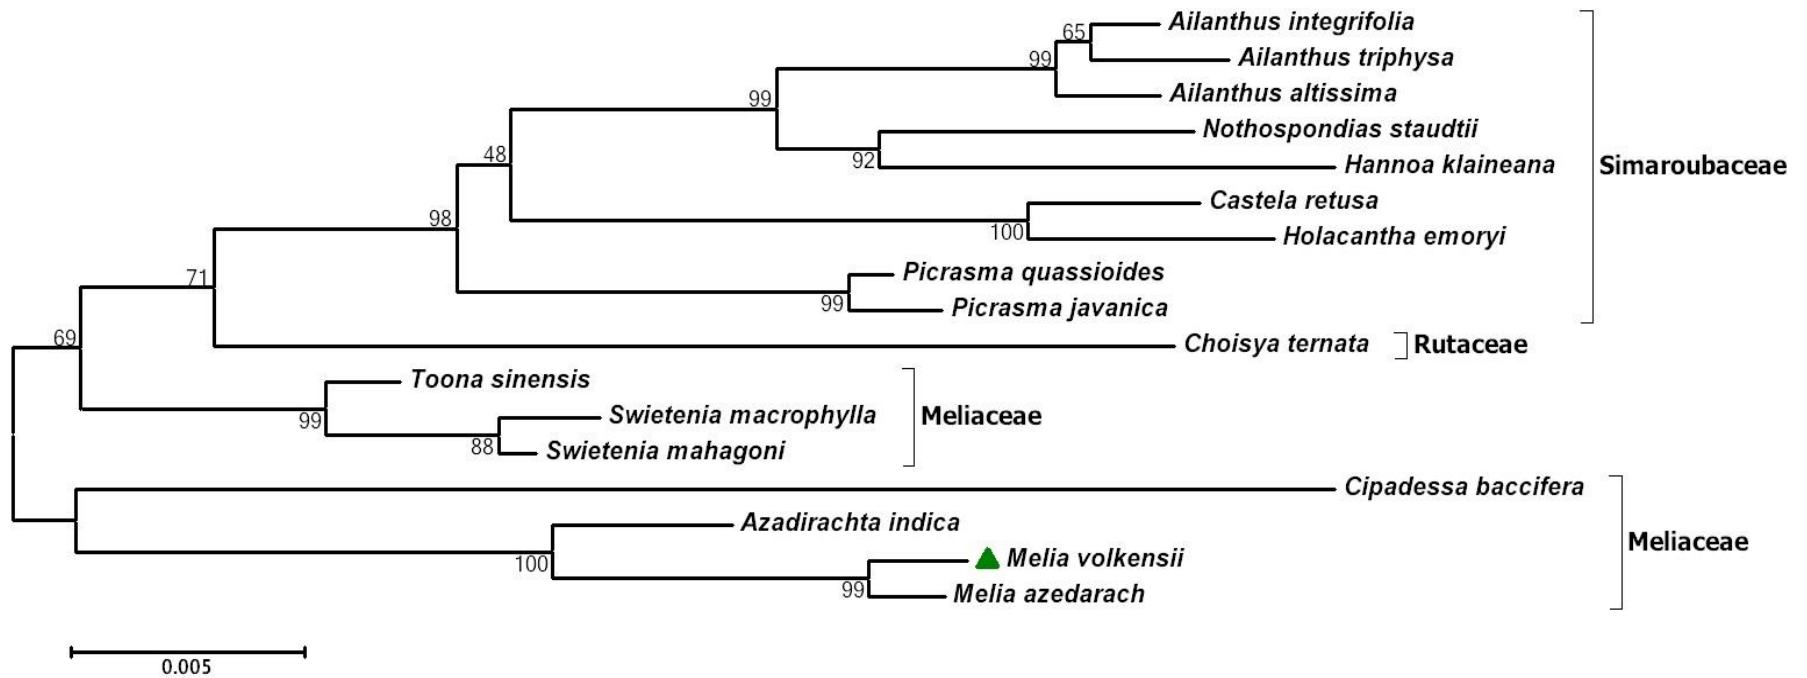 Ailanthus integrifolia
65
Ailanthus triphysa
99
Ailanthus altissima
99
Nothospondias staudtii
48
92
Hannoa klaineana
Simaroubaceae
Castela retusa
98
100
Holacantha emoryi
71
Picrasma quassioides
99
Picrasma javanica
69
Choisya ternata
Rutaceae
Toona sinensis
99
Swietenia macrophylla
Meliaceae
88
Swietenia mahagoni
Cipadessa baccifera
Azadirachta indica
Meliaceae
100
Melia volkensii
99
Melia azedarach
0.005